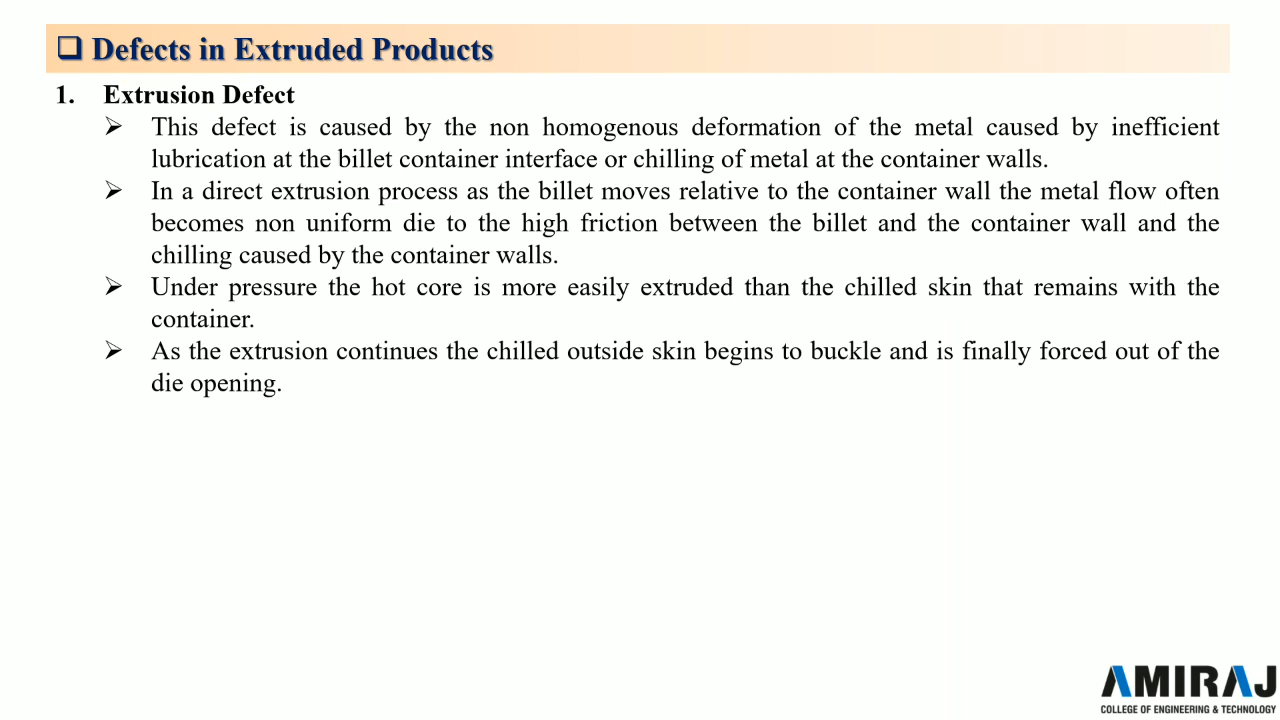 ❑ Defects in Extruded Products
1. Extrusion Defect
➢ This defect is caused by the non homogenous deformation of the metal caused by inefficient
lubrication at the billet container interface or chilling of metal at the container walls.
➢ In a direct extrusion process as the billet moves relative to the container wall the metal flow often
becomes non uniform die to the high friction between the billet and the container wall and the
chilling caused by the container walls.
➢ Under pressure the hot core is more easily extruded than the chilled skin that remains with the
container.
➢ As the extrusion continues the chilled outside skin begins to buckle and is finally forced out of the
die opening.
AMIRAJ
COLLEGE OF ENGINEERING & TECHNOLOGY